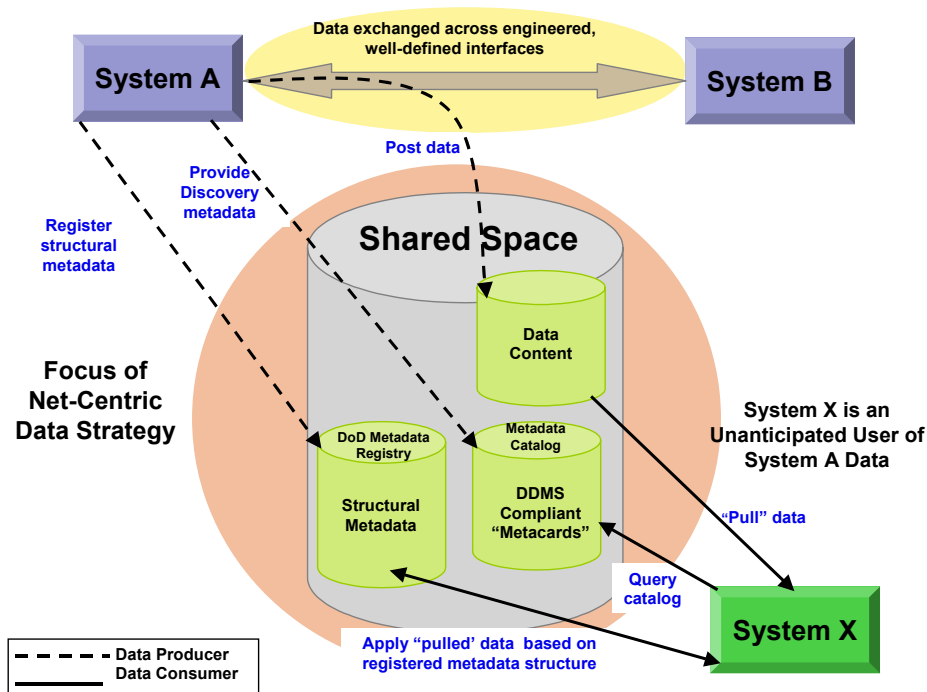 Data exchanged across engineered,
well-defined interfaces
System A
System B
Post data
Provide
Discovery
metadata
Register
structural
metadata
Shared Space
Data
Content
Focus of
Net-Centric
Data Strategy
System X is an
Unanticipated User of
System A Data
DoD Metadata
Registry
Structural
Metadata
Metadata
Catalog
DDMS
Compliant
“Metacards”
“Pull” data
Query
catalog
System X
Apply “pulled’ data based on
registered metadata structure
Data Producer
Data Consumer